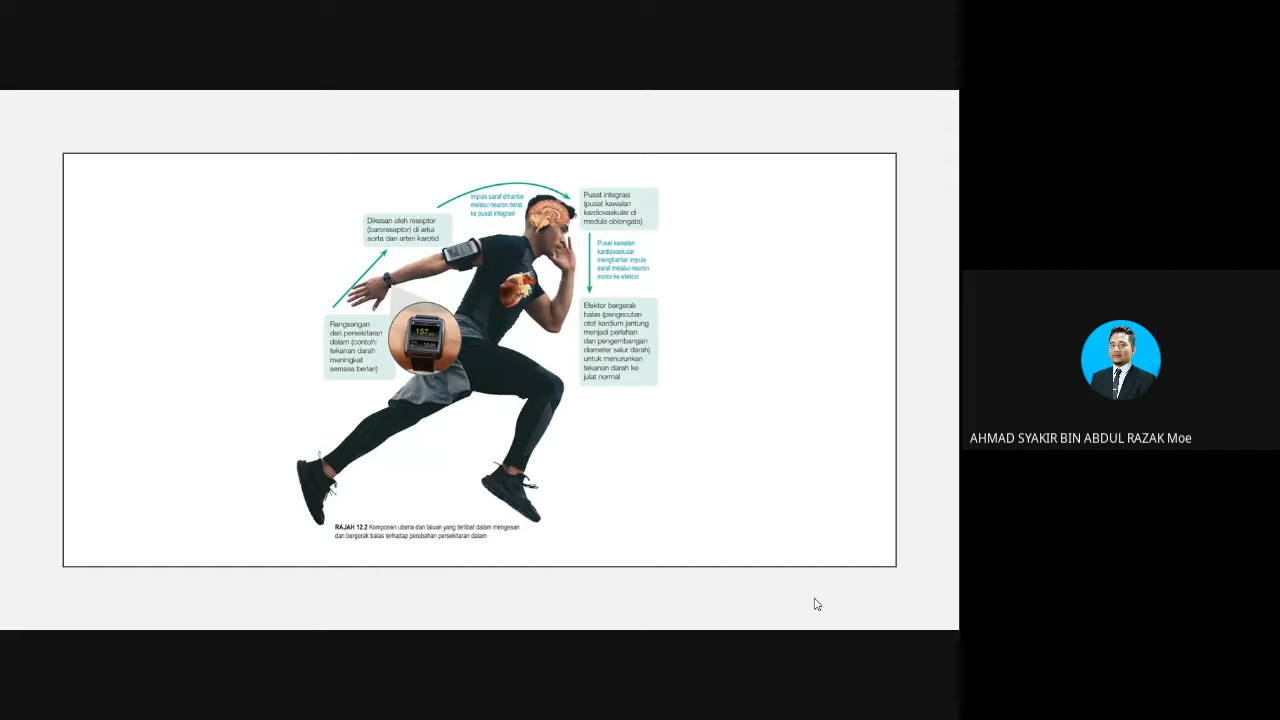 Impuls saraf dihantar
melalui neuron deria
ke pusat integrasi
Pusat integrasi
(pusat kawalan
kardiovaskular di
medula oblongata)
Dikesan oleh reseptor
(baroreseptor) di arka
aorta dan arteri karotid
Pusat kawalan
kardiovaskular
menghantar impuls
saraf melalui neuron
motor ke efektor
Rangsangan
dari persekitaran
dalam (contoh:
tekanan darah
meningkat
semasa berlari)
157
Efektor bergerak
balas (pengecutan
otot kardium jantung
menjadi perlahan
dan pengembangan
diameter salur darah)
untuk menurunkan
tekanan darah ke
julat normal
RAJAH 12.2 Komponen utama dan laluan yang terlibat dalam mengesan
dan bergerak balas terhadap perubahan persekitaran dalam
AHMAD SYAKIR BIN ABDUL RAZAK Moe